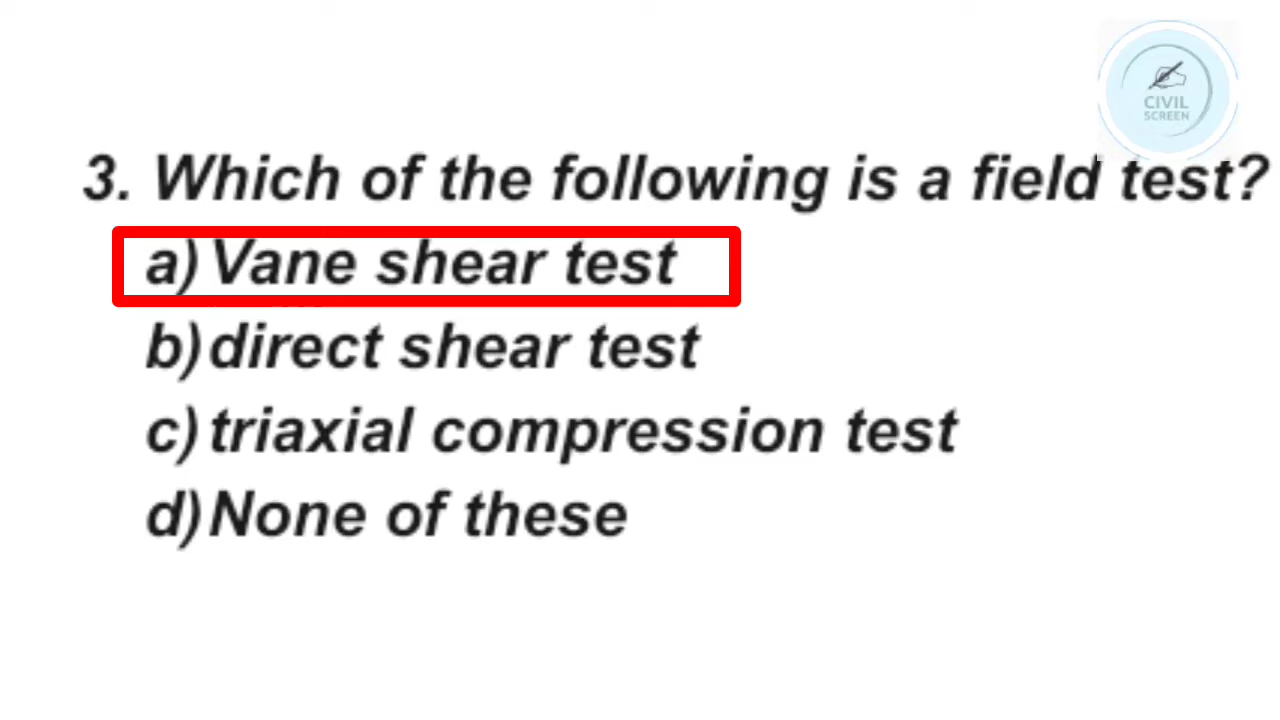 CIVIL
SCREEN
3. Which of the following is a field test?
a) Vane shear test
b) direct shear test
c) triaxial compression test
d) None of these